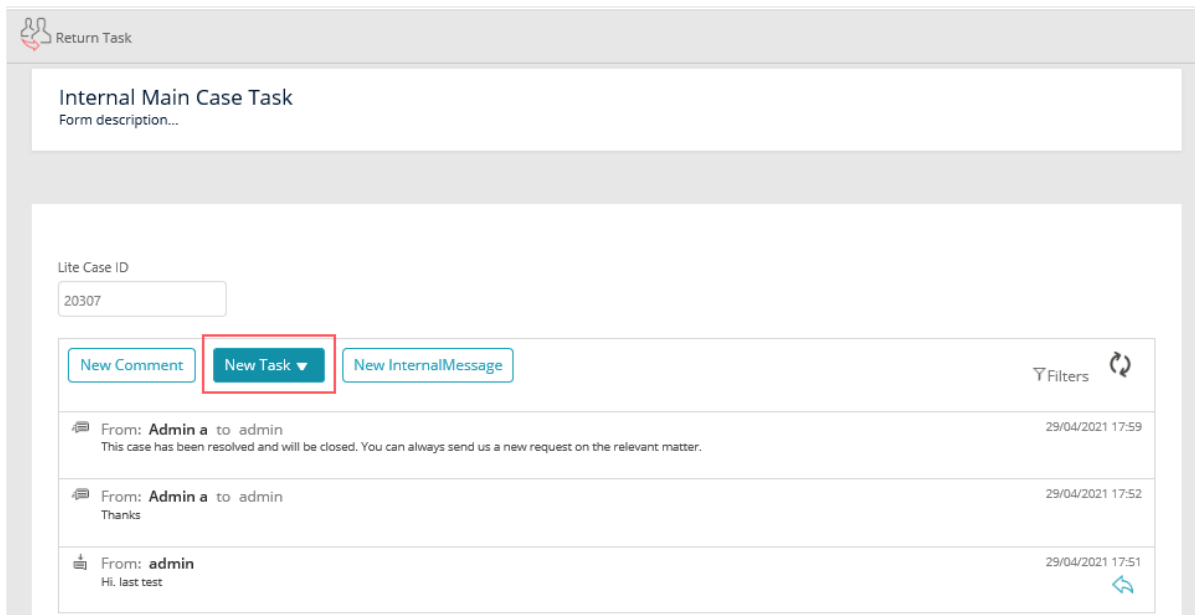 Return Task
Internal Main Case Task
Form description...
Lite Case ID
20307
New Comment
New Task
New InternalMessage
Filters
From: Admin a to admin
29/04/2021 17:59
This case has been resolved and will be closed. You can always send us a new request on the relevant matter.
From: Admin a to admin
29/04/2021 17:52
Thanks
From: admin
29/04/2021 17:51
Hi. last test